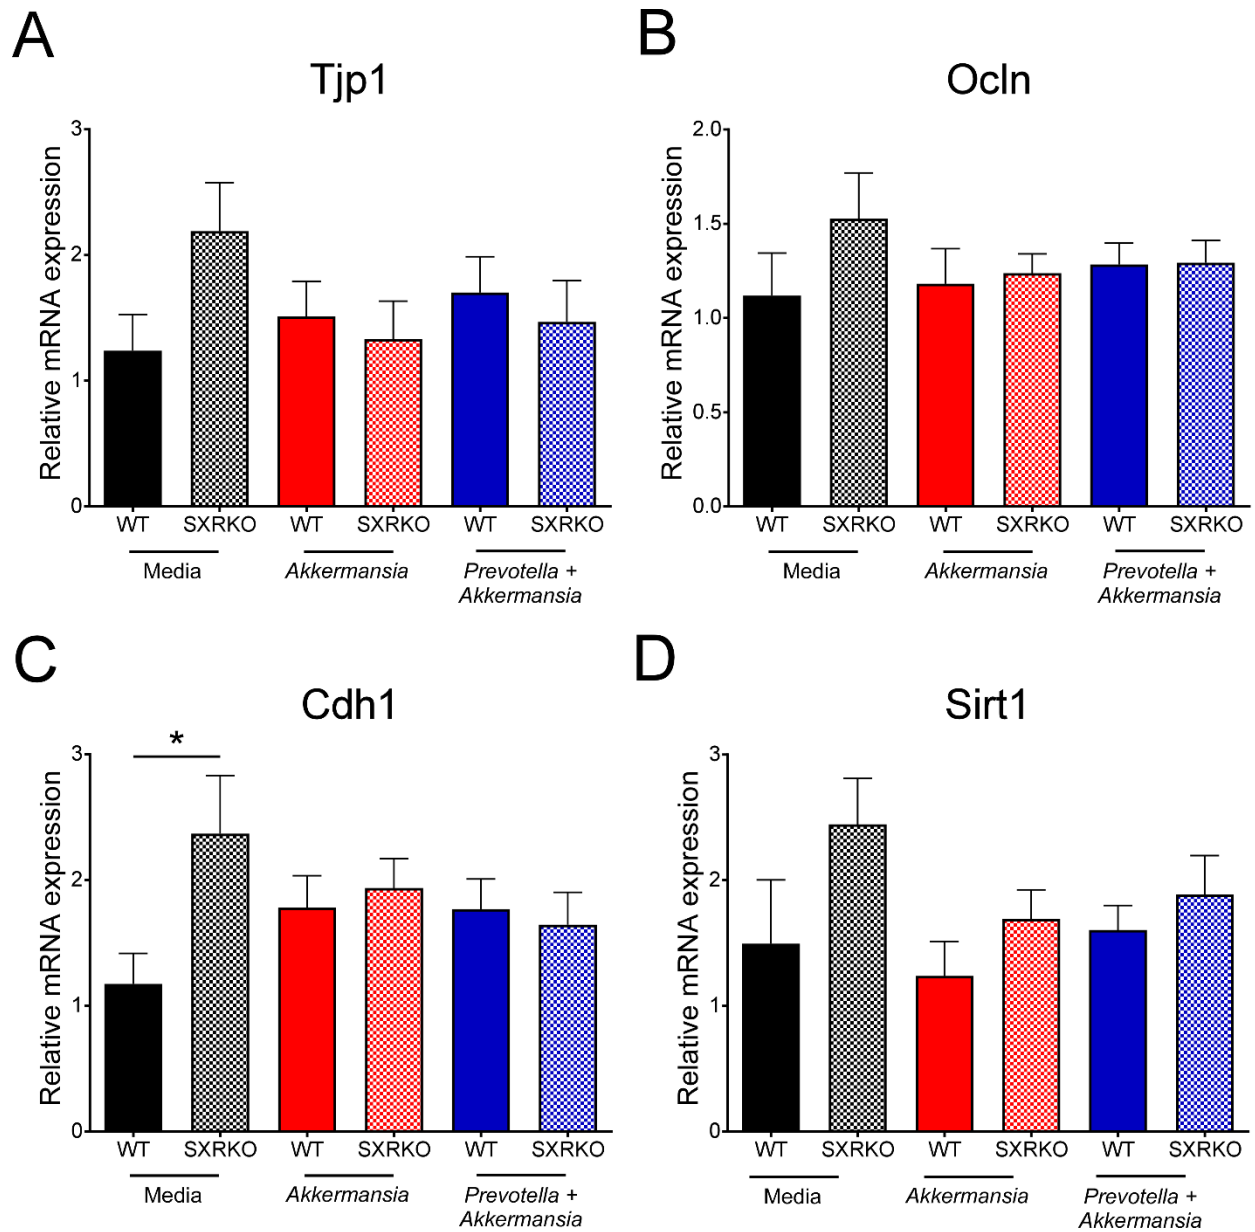 A
Tjp1
Relative mRNA expression
3
2
1
0
WT SXRKO WT SXRKO WT SXRKO
Media Akkermansia Prevotella +
Akkermansia
B
Ocln
Relative mRNA expression
2.0
1.5
1.0
0.5
0.0
WT SXRKO WT SXRKO WT SXRKO
Media Akkermansia Prevotella +
Akkermansia
C
Cdh1
Relative mRNA expression
3
2
1
0
*
WT SXRKO WT SXRKO WT SXRKO
Media Akkermansia Prevotella +
Akkermansia
D
Sirt1
Relative mRNA expression
3
2
1
0
WT SXRKO WT SXRKO WT SXRKO
Media Akkermansia Prevotella +
Akkermansia